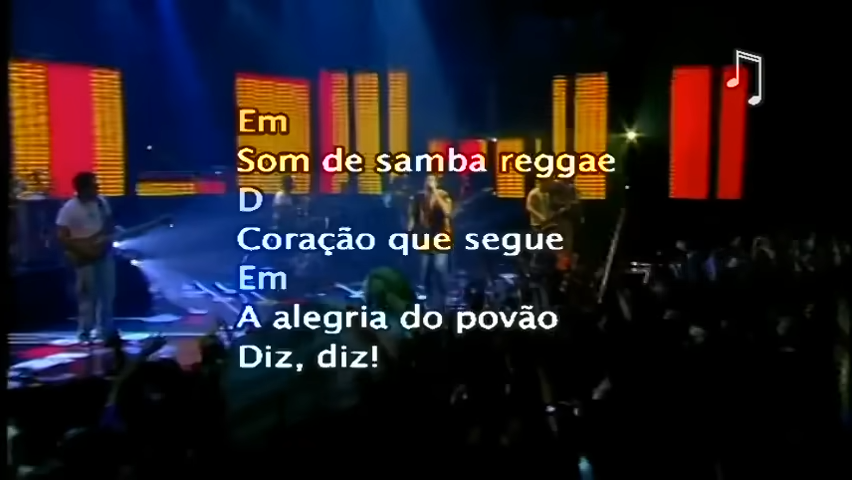 Em
Som de samba reggae
D
Coração que segue
Em
A alegria do povão
Diz, diz!